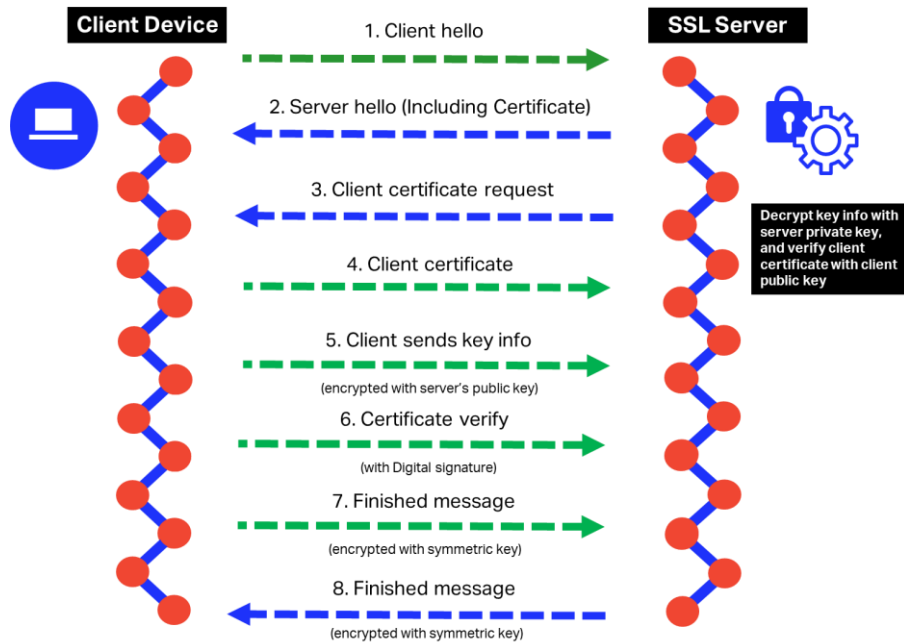 Client Device
SSL Server
1. Client hello
2. Server hello (Including Certificate)
3. Client certificate request
Decrypt key info with
server private key,
and verify client
certificate with client
public key
4. Client certificate
5. Client sends key info
(encrypted with server's public key)
6. Certificate verify
(with Digital signature)
7. Finished message
(encrypted with symmetric key)
8. Finished message
(encrypted with symmetric key)